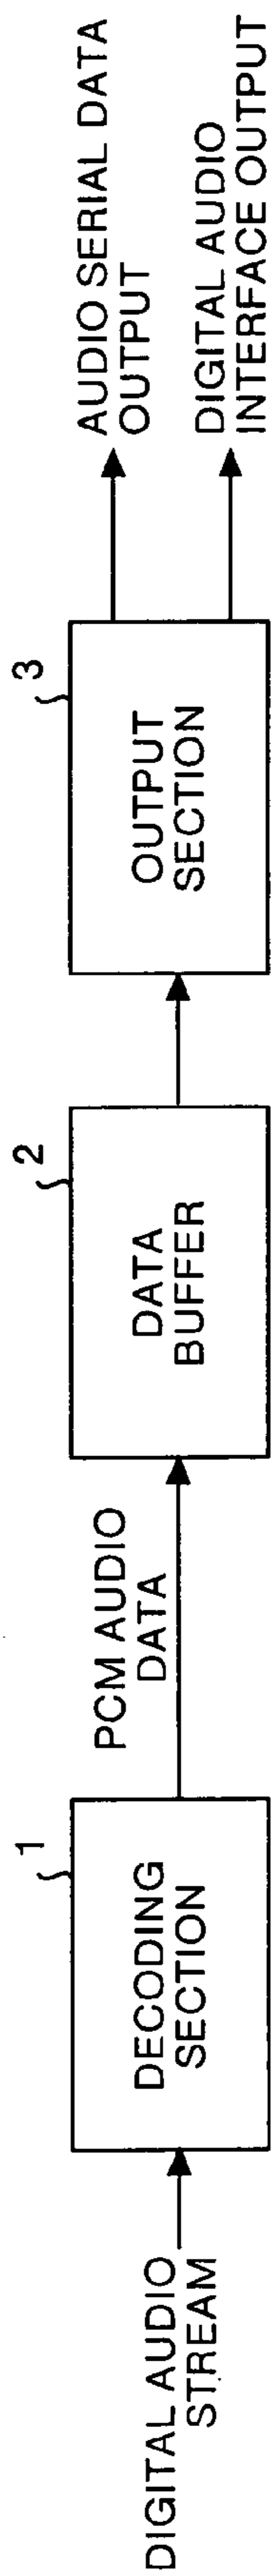 DIGITAL AUDIO
STREAM
1
DECODING
SECTION
PCM AUDIO
DATA
2
DATA
BUFFER
3
OUTPUT
SECTION
AUDIO SERIAL DATA
OUTPUT
DIGITAL AUDIO
INTERFACE OUTPUT